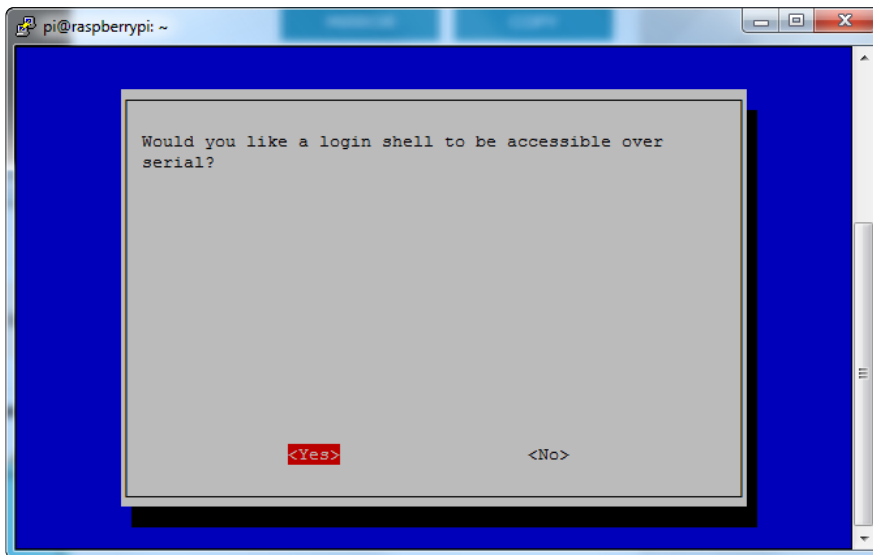 pi@raspberrypi: ~
Would you like a login shell to be accessible over
serial?
<Yes> <No>